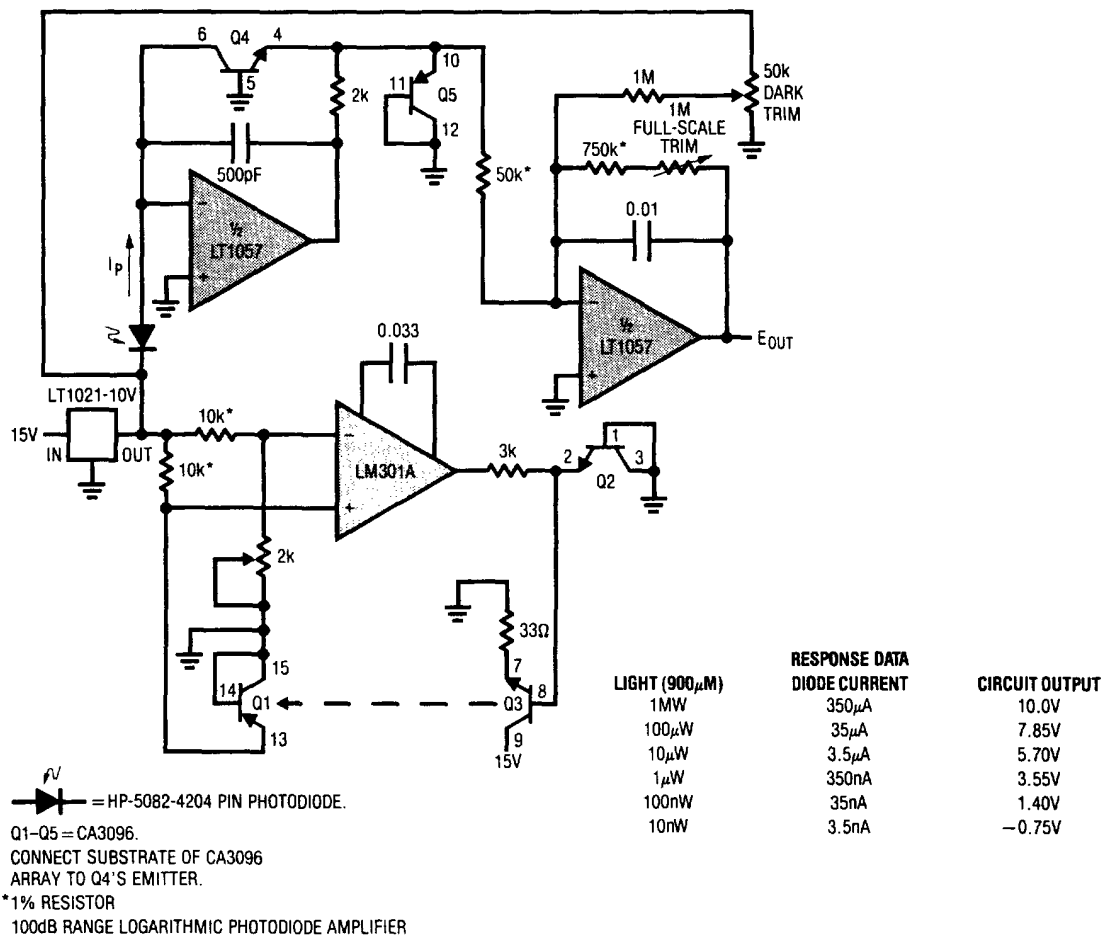 6 Q4 4
5
2k
10
11 Q5
12
50k
DARK
TRIM
1M
1M
FULL-SCALE
TRIM
750k*
50k*
500pF
0.01
−
½
LT1057
+
IP
−
½
LT1057
+
EOUT
LT1021-10V
15V
IN OUT
10k*
10k*
0.033
−
LM301A
+
3k
1
2 3
Q2
2k
33Ω
15
14 Q1
13
7
Q3 8
9
15V
RESPONSE DATA
LIGHT (900μM) DIODE CURRENT CIRCUIT OUTPUT
1MW 350μA 10.0V
100μW 35μA 7.85V
10μW 3.5μA 5.70V
1μW 350nA 3.55V
100nW 35nA 1.40V
10nW 3.5nA −0.75V
= HP-5082-4204 PIN PHOTODIODE.
Q1–Q5 = CA3096.
CONNECT SUBSTRATE OF CA3096
ARRAY TO Q4'S EMITTER.
*1% RESISTOR
100dB RANGE LOGARITHMIC PHOTODIODE AMPLIFIER